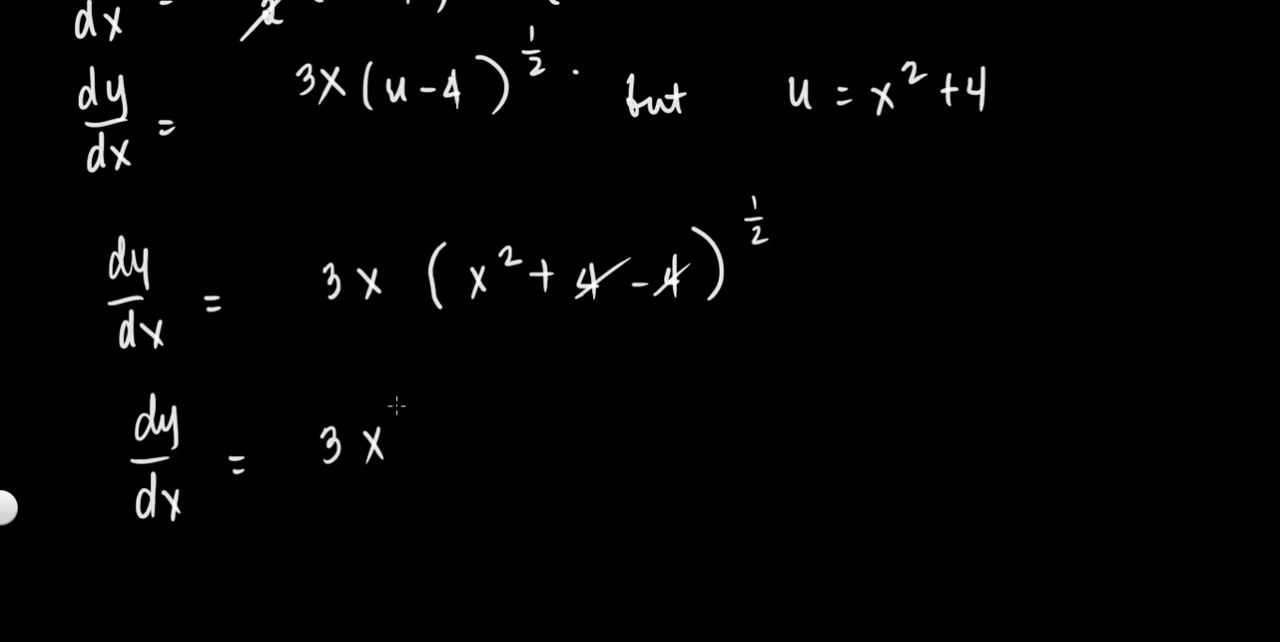 dx
dy/dx = 3x(u-4)^1/2 . but u = x^2+4
dy/dx = 3x (x^2+4-4)^1/2
dy/dx = 3x